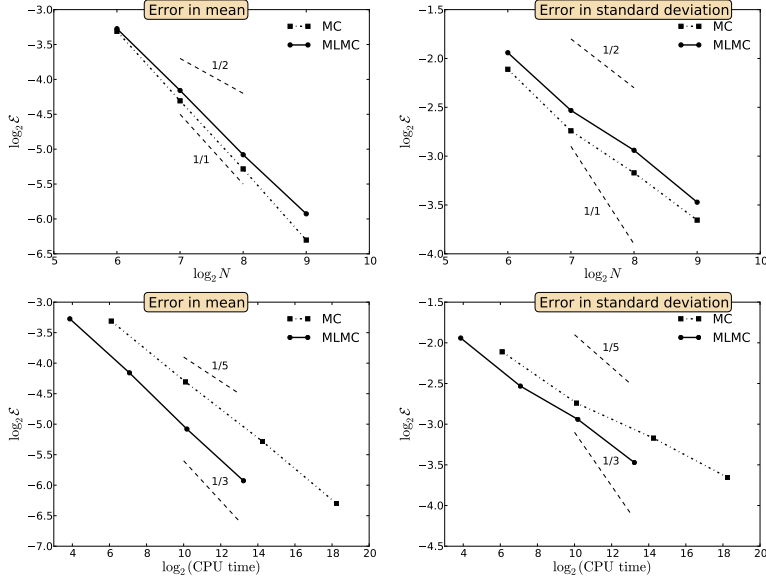 Error in mean
MC
MLMC
1/2
1/1
−3.0
−3.5
−4.0
−4.5
−5.0
−5.5
−6.0
−6.5
5 6 7 8 9 10
log₂ N
log₂ ℰ
Error in standard deviation
MC
MLMC
1/2
1/1
−1.5
−2.0
−2.5
−3.0
−3.5
−4.0
5 6 7 8 9 10
log₂ N
log₂ ℰ
Error in mean
MC
MLMC
1/5
1/3
−3.0
−3.5
−4.0
−4.5
−5.0
−5.5
−6.0
−6.5
−7.0
4 6 8 10 12 14 16 18 20
log₂(CPU time)
log₂ ℰ
Error in standard deviation
MC
MLMC
1/5
1/3
−1.5
−2.0
−2.5
−3.0
−3.5
−4.0
−4.5
4 6 8 10 12 14 16 18 20
log₂(CPU time)
log₂ ℰ